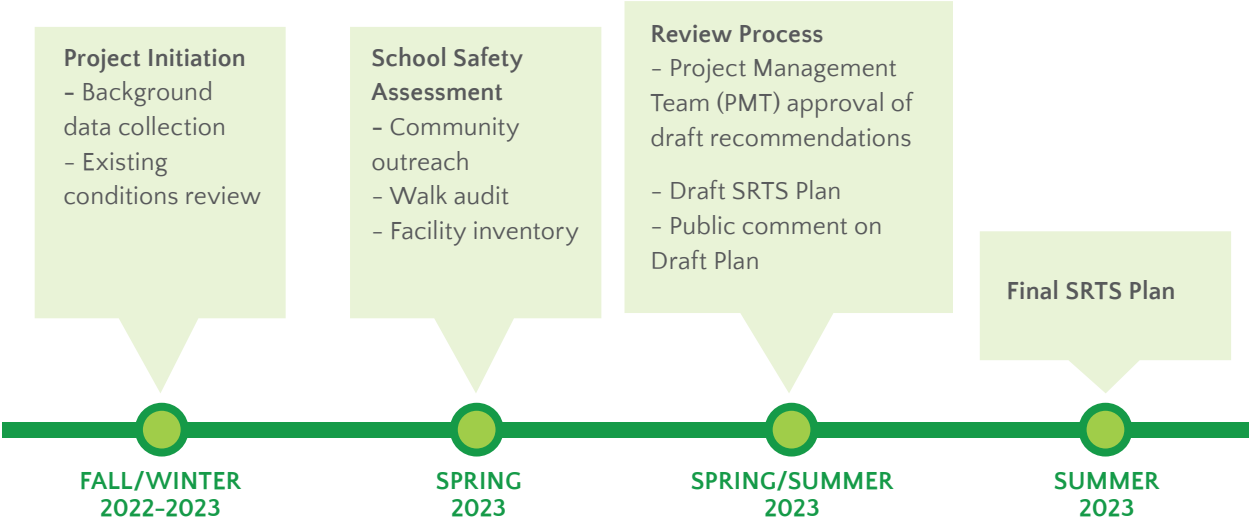 Project Initiation
- Background
data collection
- Existing
conditions review
School Safety
Assessment
- Community
outreach
- Walk audit
- Facility inventory
Review Process
- Project Management
Team (PMT) approval of
draft recommendations
- Draft SRTS Plan
- Public comment on
Draft Plan
Final SRTS Plan
FALL/WINTER
2022-2023
SPRING
2023
SPRING/SUMMER
2023
SUMMER
2023